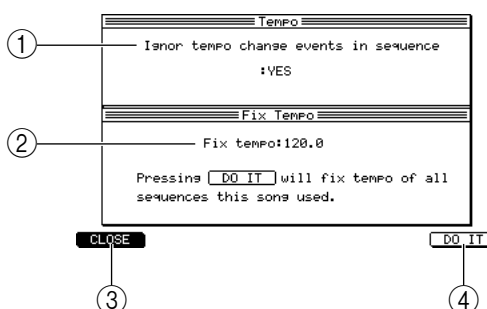 Tempo
① Ignor tempo change events in sequence
:YES
Fix Tempo
② Fix tempo:120.0
Pressing DO IT will fix tempo of all
sequences this song used.
CLOSE DO IT
③ ④